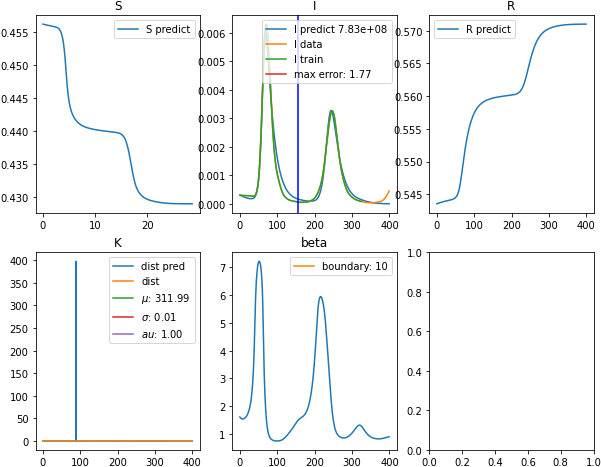 S
I
R
0.455
0.450
0.445
0.440
0.435
0.430
0 10 20
S predict
0.006
0.005
0.004
0.003
0.002
0.001
0.000
0 100 200 300 400
I predict 7.83e+08
I data
I train
max error: 1.77
0.570
0.565
0.560
0.555
0.550
0.545
0 100 200 300 400
R predict
K
beta
400
350
300
250
200
150
100
50
0
0 100 200 300 400
dist pred
dist
μ: 311.99
σ: 0.01
au: 1.00
7
6
5
4
3
2
1
0 100 200 300 400
boundary: 10
1.0
0.8
0.6
0.4
0.2
0.0
0.0 0.2 0.4 0.6 0.8 1.0